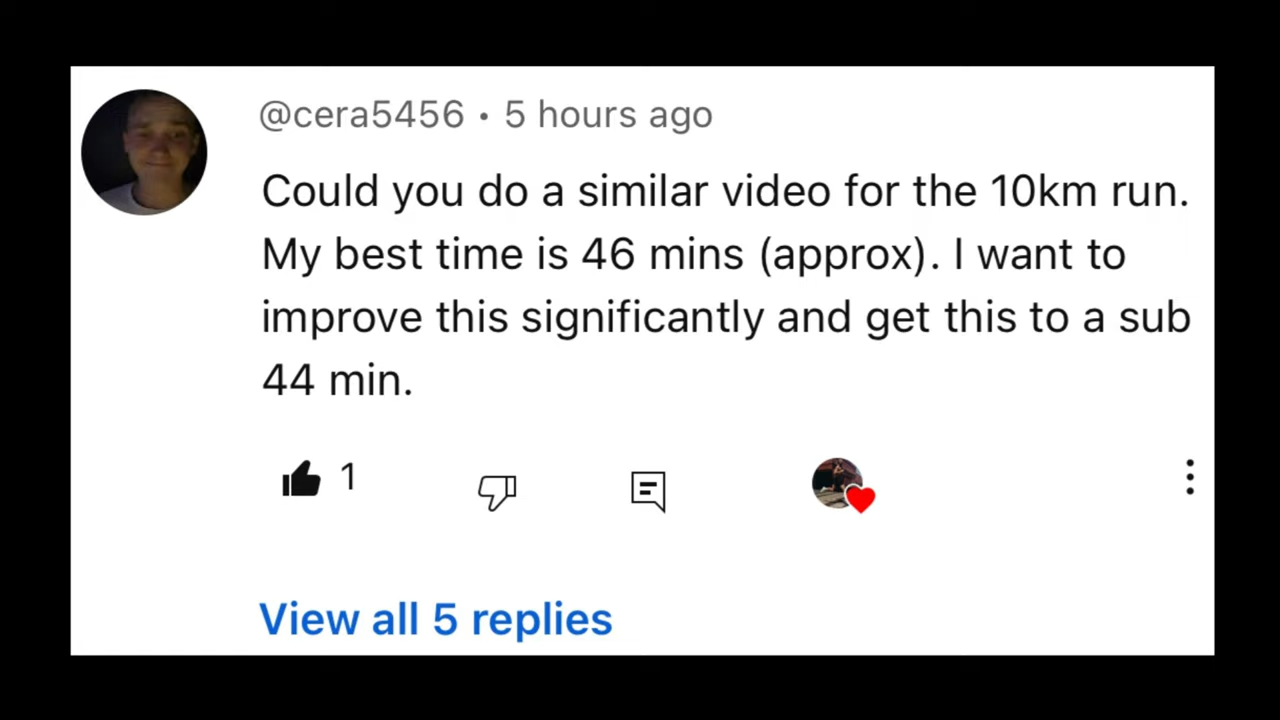 @cera5456 • 5 hours ago
Could you do a similar video for the 10km run.
My best time is 46 mins (approx). I want to
improve this significantly and get this to a sub
44 min.
1
View all 5 replies